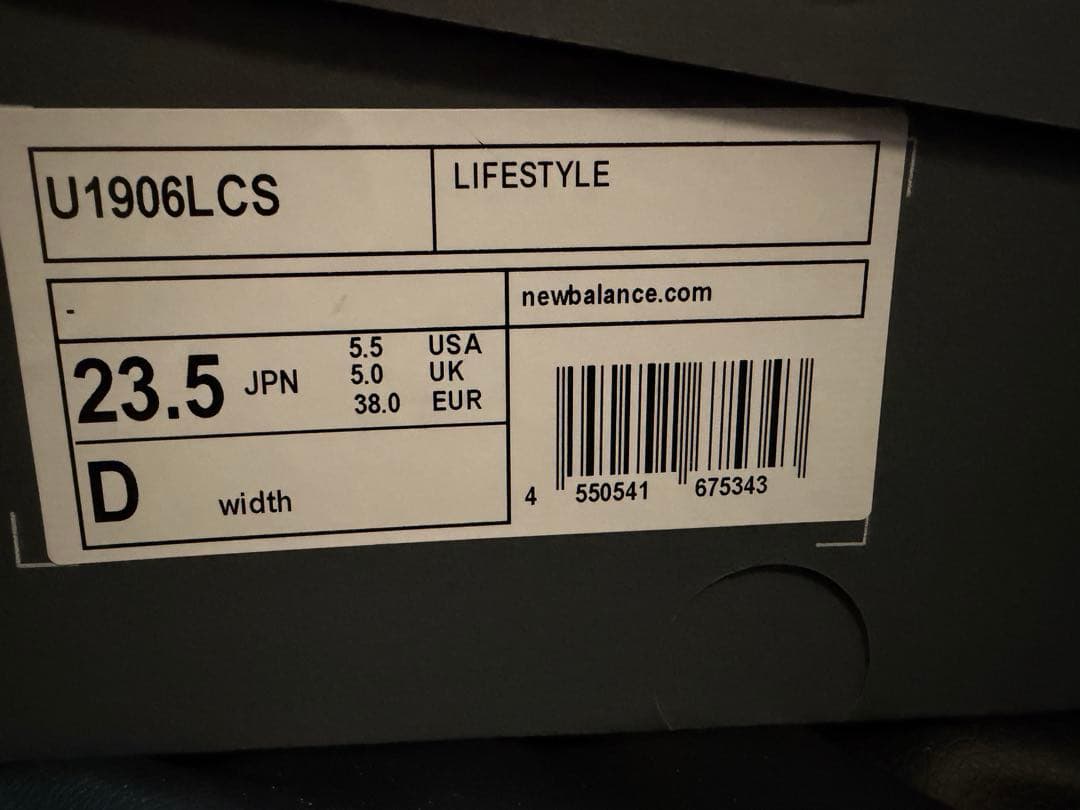 U1906LCS
LIFESTYLE
-
newbalance.com
23.5 JPN
5.5 USA
5.0 UK
38.0 EUR
D width
4 550541 675343